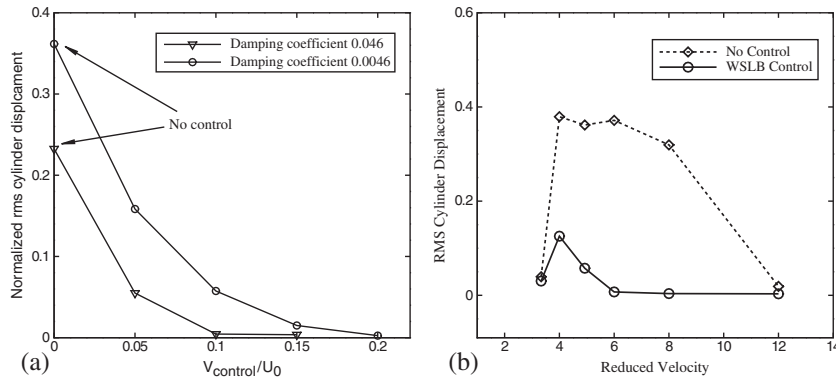 0.4
0.3
0.2
0.1
0
Normalized rms cylinder displcament
Damping coefficient 0.046
Damping coefficient 0.0046
No control
0 0.05 0.1 0.15 0.2
Vcontrol/U0
(a)
0.6
0.4
0.2
0
RMS Cylinder Displacement
No Control
WSLB Control
2 4 6 8 10 12 14
Reduced Velocity
(b)